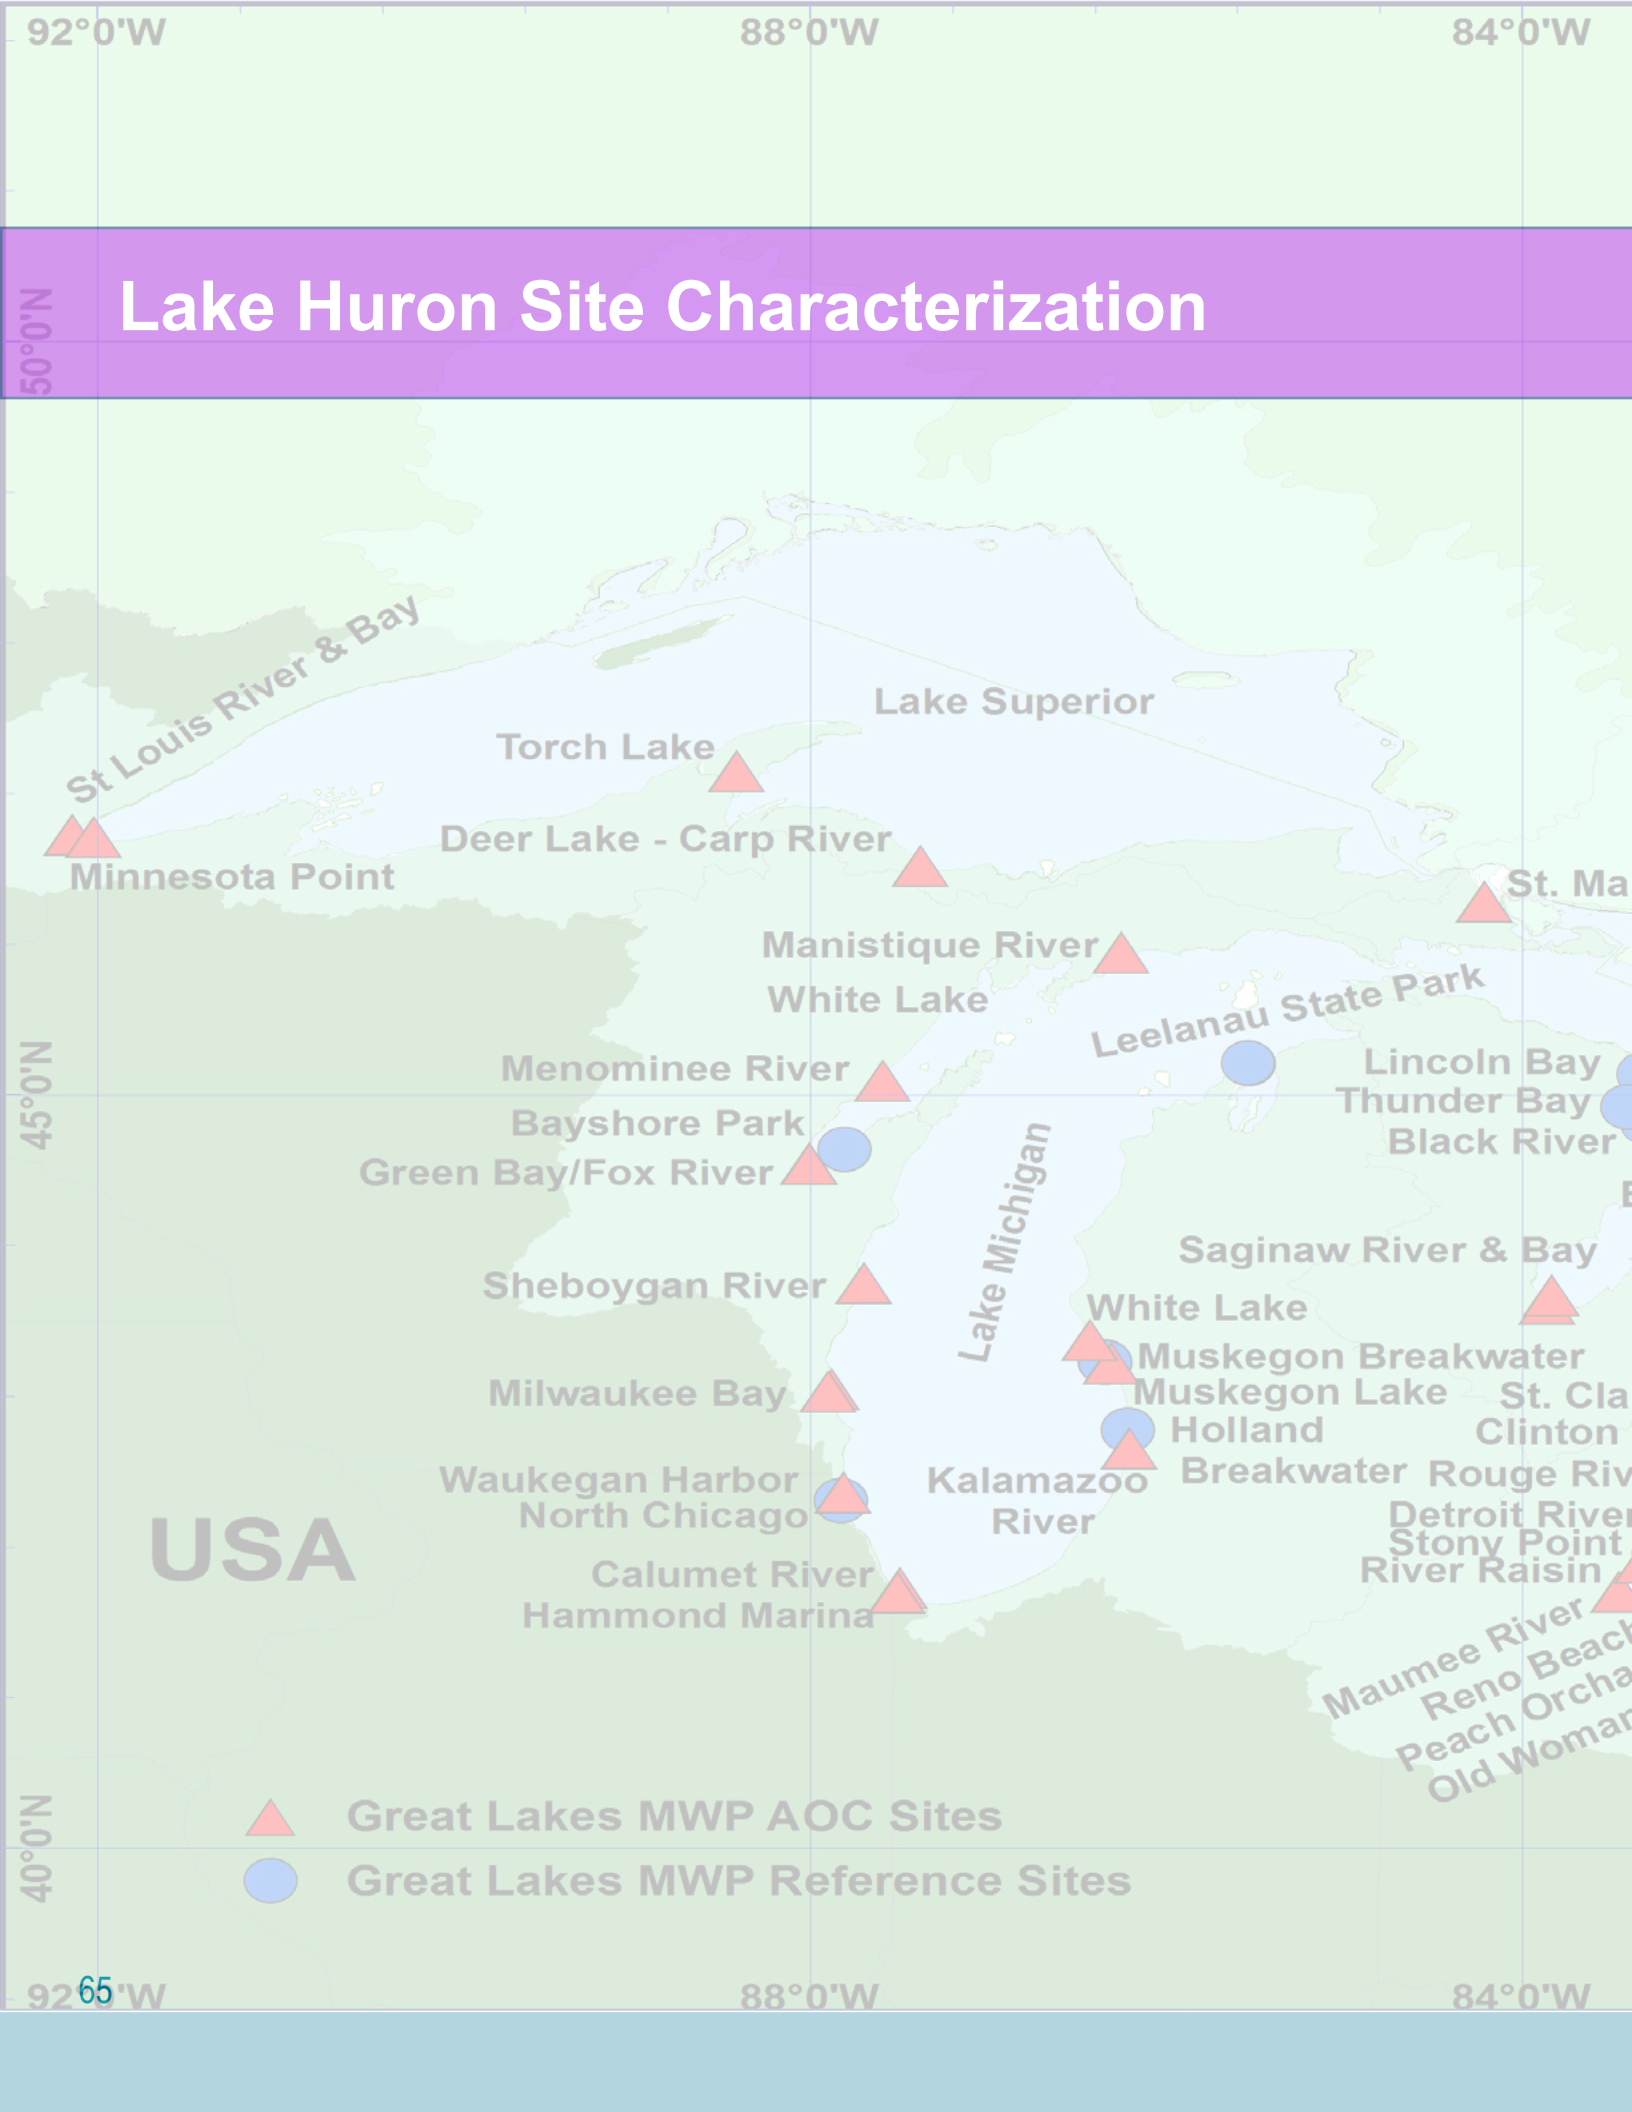 92°0'W
88°0'W
84°0'W
50°0'N
Lake Huron Site Characterization
St Louis River & Bay
Lake Superior
Torch Lake
Deer Lake - Carp River
Minnesota Point
St. Ma
Manistique River
White Lake
Leelanau State Park
45°0'N
Menominee River
Lincoln Bay
Thunder Bay
Bayshore Park
Black River
Green Bay/Fox River
Lake Michigan
Saginaw River & Bay
Sheboygan River
White Lake
Muskegon Breakwater
Milwaukee Bay
Muskegon Lake
St. Cla
Holland
Clinton
Breakwater
Waukegan Harbor
Kalamazoo
River
Rouge Riv
North Chicago
Detroit River
Stony Point
USA
Calumet River
River Raisin
Hammond Marina
Maumee River
Reno Beach
Peach Orcha
Old Woman
40°0'N
Great Lakes MWP AOC Sites
Great Lakes MWP Reference Sites
65
92°0'W
88°0'W
84°0'W